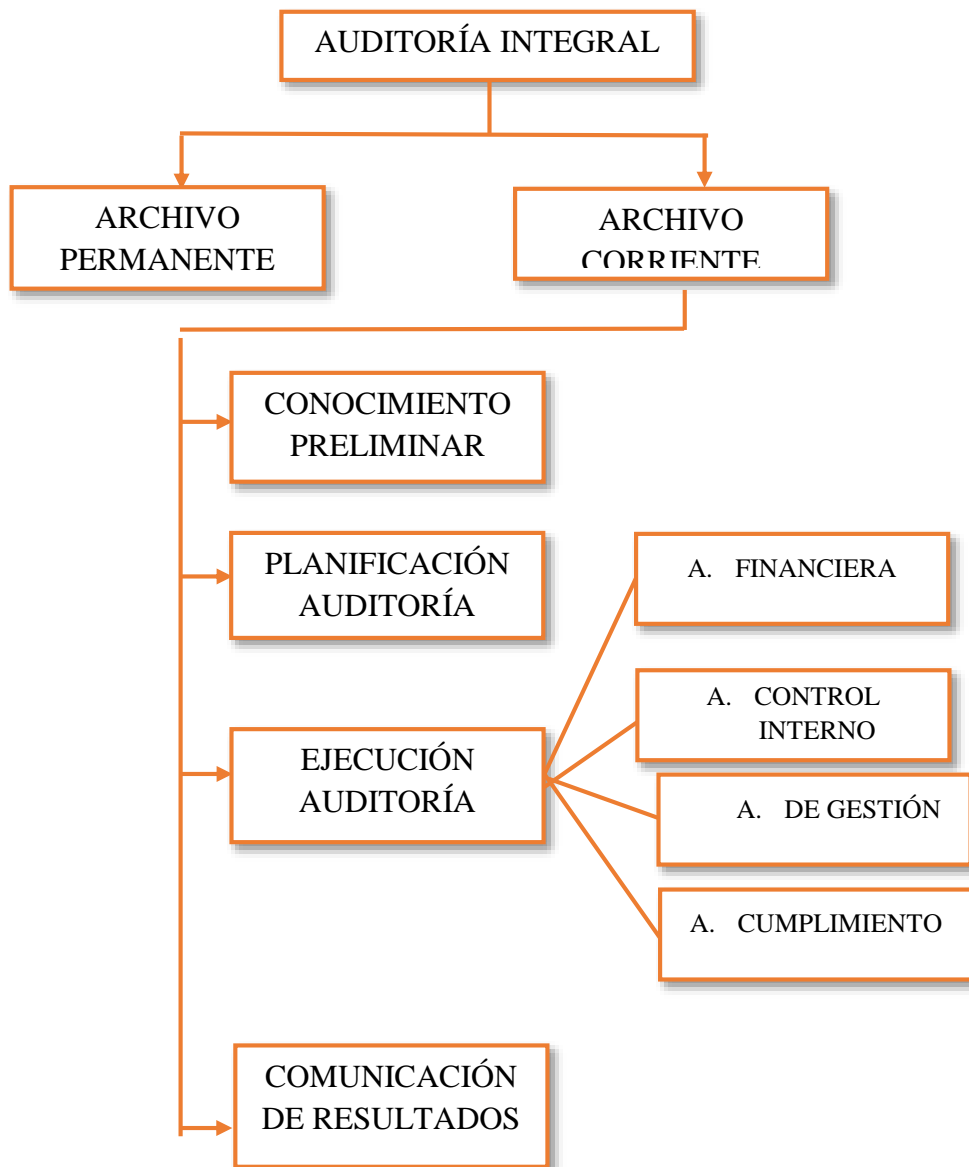 AUDITORÍA INTEGRAL
ARCHIVO
PERMANENTE
ARCHIVO
CORRIENTE
CONOCIMIENTO
PRELIMINAR
PLANIFICACIÓN
AUDITORÍA
EJECUCIÓN
AUDITORÍA
A. FINANCIERA
A. CONTROL
INTERNO
A. DE GESTIÓN
A. CUMPLIMIENTO
COMUNICACIÓN
DE RESULTADOS